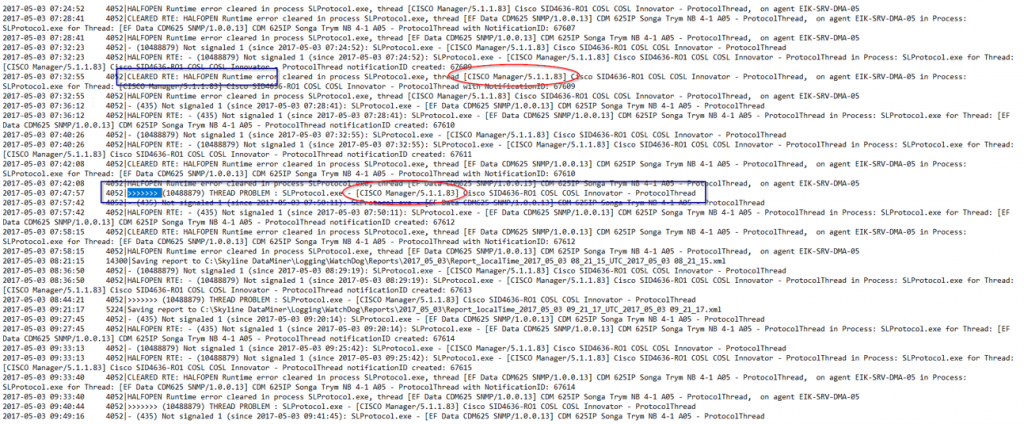 2017-05-03 07:24:52 4052|HALFOPEN Runtime error cleared in process SLProtocol.exe, thread [CISCO Manager/5.1.1.83] Cisco SID4636-RO1 COSL COSL Innovator - ProtocolThread, on agent EIK-SRV-DMA-05
2017-05-03 07:28:41 4052|CLEARED RTE: HALFOPEN Runtime error cleared in process SLProtocol.exe, thread [EF Data CDM625 SNMP/1.0.0.13] CDM 625IP Songa Trym NB 4-1 A05 - ProtocolThread, on agent EIK-SRV-DMA-05 in Process:
SLProtocol.exe for Thread: [EF Data CDM625 SNMP/1.0.0.13] CDM 625IP Songa Trym NB 4-1 A05 - ProtocolThread with NotificationID: 67607
2017-05-03 07:28:41 4052|HALFOPEN Runtime error cleared in process SLProtocol.exe, thread [EF Data CDM625 SNMP/1.0.0.13] CDM 625IP Songa Trym NB 4-1 A05 - ProtocolThread, on agent EIK-SRV-DMA-05
2017-05-03 07:32:23 4052|- (10488879) Not signaled 1 (since 2017-05-03 07:24:52): SLProtocol.exe - [CISCO Manager/5.1.1.83] Cisco SID4636-RO1 COSL COSL Innovator - ProtocolThread
2017-05-03 07:32:23 4052|HALFOPEN RTE: - (10488879) Not signaled 1 (since 2017-05-03 07:24:52): SLProtocol.exe - [CISCO Manager/5.1.1.83] Cisco SID4636-RO1 COSL COSL Innovator - ProtocolThread in Process: SLProtocol.exe for Thread:
[CISCO Manager/5.1.1.83] Cisco SID4636-RO1 COSL COSL Innovator - ProtocolThread notificationID created: 67609
2017-05-03 07:32:55 4052|CLEARED RTE: HALFOPEN Runtime error cleared in process SLProtocol.exe, thread [CISCO Manager/5.1.1.83] Cisco SID4636-RO1 COSL COSL Innovator - ProtocolThread, on agent EIK-SRV-DMA-05 in Process:
SLProtocol.exe for Thread: [CISCO Manager/5.1.1.83] Cisco SID4636-RO1 COSL COSL Innovator - ProtocolThread with NotificationID: 67609
2017-05-03 07:32:55 4052|HALFOPEN Runtime error cleared in process SLProtocol.exe, thread [CISCO Manager/5.1.1.83] Cisco SID4636-RO1 COSL COSL Innovator - ProtocolThread, on agent EIK-SRV-DMA-05
2017-05-03 07:36:12 4052|- (435) Not signaled 1 (since 2017-05-03 07:28:41): SLProtocol.exe - [EF Data CDM625 SNMP/1.0.0.13] CDM 625IP Songa Trym NB 4-1 A05 - ProtocolThread
2017-05-03 07:36:12 4052|HALFOPEN RTE: - (435) Not signaled 1 (since 2017-05-03 07:28:41): SLProtocol.exe - [EF Data CDM625 SNMP/1.0.0.13] CDM 625IP Songa Trym NB 4-1 A05 - ProtocolThread in Process: SLProtocol.exe for Thread: [EF
Data CDM625 SNMP/1.0.0.13] CDM 625IP Songa Trym NB 4-1 A05 - ProtocolThread notificationID created: 67610
2017-05-03 07:40:26 4052|- (10488879) Not signaled 1 (since 2017-05-03 07:32:55): SLProtocol.exe - [CISCO Manager/5.1.1.83] Cisco SID4636-RO1 COSL COSL Innovator - ProtocolThread
2017-05-03 07:40:26 4052|HALFOPEN RTE: - (10488879) Not signaled 1 (since 2017-05-03 07:32:55): SLProtocol.exe - [CISCO Manager/5.1.1.83] Cisco SID4636-RO1 COSL COSL Innovator - ProtocolThread in Process: SLProtocol.exe for Thread:
[CISCO Manager/5.1.1.83] Cisco SID4636-RO1 COSL COSL Innovator - ProtocolThread notificationID created: 67611
2017-05-03 07:42:08 4052|CLEARED RTE: HALFOPEN Runtime error cleared in process SLProtocol.exe, thread [EF Data CDM625 SNMP/1.0.0.13] CDM 625IP Songa Trym NB 4-1 A05 - ProtocolThread, on agent EIK-SRV-DMA-05 in Process:
SLProtocol.exe for Thread: [EF Data CDM625 SNMP/1.0.0.13] CDM 625IP Songa Trym NB 4-1 A05 - ProtocolThread with NotificationID: 67610
2017-05-03 07:42:08 4052|HALFOPEN Runtime error cleared in process SLProtocol.exe, thread [EF Data CDM625 SNMP/1.0.0.13] CDM 625IP Songa Trym NB 4-1 A05 - ProtocolThread, on agent EIK-SRV-DMA-05
2017-05-03 07:47:57 4052|>>>>>>> (10488879) THREAD PROBLEM : SLProtocol.exe - [CISCO Manager/5.1.1.83] Cisco SID4636-RO1 COSL COSL Innovator - ProtocolThread
2017-05-03 07:57:42 4052|- (435) Not signaled 1 (since 2017-05-03 07:50:11): SLProtocol.exe - [EF Data CDM625 SNMP/1.0.0.13] CDM 625IP Songa Trym NB 4-1 A05 - ProtocolThread
2017-05-03 07:57:42 4052|HALFOPEN RTE: - (435) Not signaled 1 (since 2017-05-03 07:50:11): SLProtocol.exe - [EF Data CDM625 SNMP/1.0.0.13] CDM 625IP Songa Trym NB 4-1 A05 - ProtocolThread in Process: SLProtocol.exe for Thread: [EF
Data CDM625 SNMP/1.0.0.13] CDM 625IP Songa Trym NB 4-1 A05 - ProtocolThread notificationID created: 67612
2017-05-03 07:58:15 4052|CLEARED RTE: HALFOPEN Runtime error cleared in process SLProtocol.exe, thread [EF Data CDM625 SNMP/1.0.0.13] CDM 625IP Songa Trym NB 4-1 A05 - ProtocolThread, on agent EIK-SRV-DMA-05 in Process:
SLProtocol.exe for Thread: [EF Data CDM625 SNMP/1.0.0.13] CDM 625IP Songa Trym NB 4-1 A05 - ProtocolThread with NotificationID: 67612
2017-05-03 07:58:15 4052|HALFOPEN Runtime error cleared in process SLProtocol.exe, thread [EF Data CDM625 SNMP/1.0.0.13] CDM 625IP Songa Trym NB 4-1 A05 - ProtocolThread, on agent EIK-SRV-DMA-05
2017-05-03 08:21:15 14300|Saving report to C:\Skyline DataMiner\Logging\WatchDog\Reports\2017_05_03\Report_localTime_2017_05_03 08_21_15_UTC_2017_05_03 08_21_15.xml
2017-05-03 08:36:50 4052|- (10488879) Not signaled 1 (since 2017-05-03 08:29:19): SLProtocol.exe - [CISCO Manager/5.1.1.83] Cisco SID4636-RO1 COSL COSL Innovator - ProtocolThread
2017-05-03 08:36:50 4052|HALFOPEN RTE: - (10488879) Not signaled 1 (since 2017-05-03 08:29:19): SLProtocol.exe - [CISCO Manager/5.1.1.83] Cisco SID4636-RO1 COSL COSL Innovator - ProtocolThread in Process: SLProtocol.exe for Thread:
[CISCO Manager/5.1.1.83] Cisco SID4636-RO1 COSL COSL Innovator - ProtocolThread notificationID created: 67613
2017-05-03 08:44:21 4052|>>>>>>> (10488879) THREAD PROBLEM : SLProtocol.exe - [CISCO Manager/5.1.1.83] Cisco SID4636-RO1 COSL COSL Innovator - ProtocolThread
2017-05-03 09:21:17 5224|Saving report to C:\Skyline DataMiner\Logging\WatchDog\Reports\2017_05_03\Report_localTime_2017_05_03 09_21_17_UTC_2017_05_03 09_21_17.xml
2017-05-03 09:27:45 4052|- (435) Not signaled 1 (since 2017-05-03 09:20:14): SLProtocol.exe - [EF Data CDM625 SNMP/1.0.0.13] CDM 625IP Songa Trym NB 4-1 A05 - ProtocolThread
2017-05-03 09:27:45 4052|HALFOPEN RTE: - (435) Not signaled 1 (since 2017-05-03 09:20:14): SLProtocol.exe - [EF Data CDM625 SNMP/1.0.0.13] CDM 625IP Songa Trym NB 4-1 A05 - ProtocolThread in Process: SLProtocol.exe for Thread: [EF
Data CDM625 SNMP/1.0.0.13] CDM 625IP Songa Trym NB 4-1 A05 - ProtocolThread notificationID created: 67614
2017-05-03 09:33:13 4052|- (10488879) Not signaled 1 (since 2017-05-03 09:25:42): SLProtocol.exe - [CISCO Manager/5.1.1.83] Cisco SID4636-RO1 COSL COSL Innovator - ProtocolThread
2017-05-03 09:33:13 4052|HALFOPEN RTE: - (10488879) Not signaled 1 (since 2017-05-03 09:25:42): SLProtocol.exe - [CISCO Manager/5.1.1.83] Cisco SID4636-RO1 COSL COSL Innovator - ProtocolThread in Process: SLProtocol.exe for Thread:
[CISCO Manager/5.1.1.83] Cisco SID4636-RO1 COSL COSL Innovator - ProtocolThread notificationID created: 67615
2017-05-03 09:33:40 4052|CLEARED RTE: HALFOPEN Runtime error cleared in process SLProtocol.exe, thread [EF Data CDM625 SNMP/1.0.0.13] CDM 625IP Songa Trym NB 4-1 A05 - ProtocolThread, on agent EIK-SRV-DMA-05 in Process:
SLProtocol.exe for Thread: [EF Data CDM625 SNMP/1.0.0.13] CDM 625IP Songa Trym NB 4-1 A05 - ProtocolThread with NotificationID: 67614
2017-05-03 09:33:40 4052|HALFOPEN Runtime error cleared in process SLProtocol.exe, thread [EF Data CDM625 SNMP/1.0.0.13] CDM 625IP Songa Trym NB 4-1 A05 - ProtocolThread, on agent EIK-SRV-DMA-05
2017-05-03 09:40:44 4052|>>>>>>> (10488879) THREAD PROBLEM : SLProtocol.exe - [CISCO Manager/5.1.1.83] Cisco SID4636-RO1 COSL COSL Innovator - ProtocolThread
2017-05-03 09:49:16 4052|- (435) Not signaled 1 (since 2017-05-03 09:41:45): SLProtocol.exe - [EF Data CDM625 SNMP/1.0.0.13] CDM 625IP Songa Trym NB 4-1 A05 - ProtocolThread